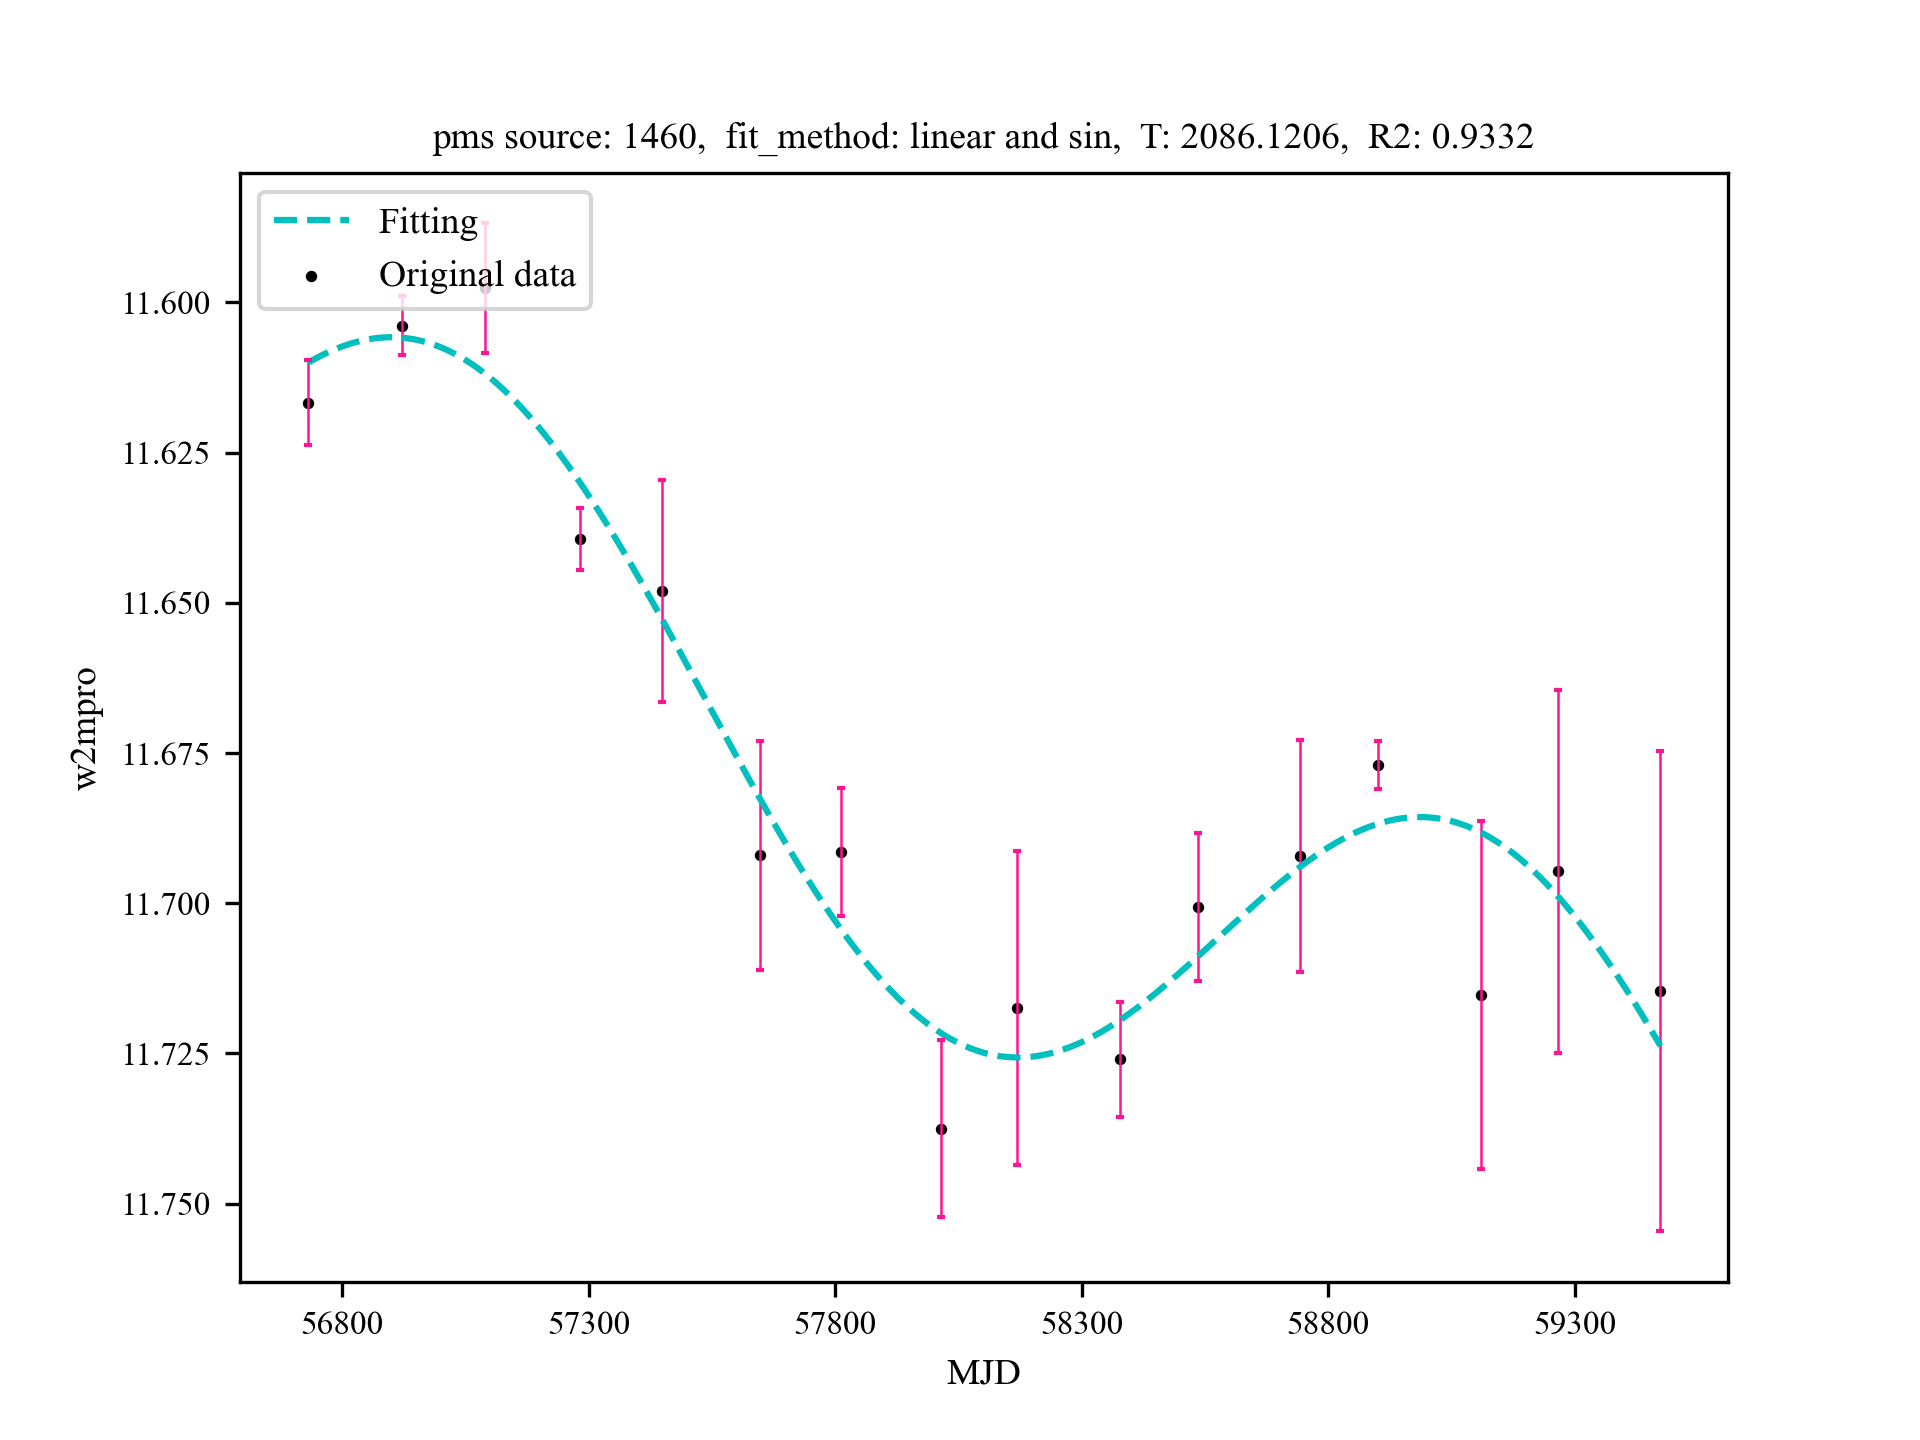 pms source: 1460, fit_method: linear and sin, T: 2086.1206, R2: 0.9332
Fitting
Original data
11.600
11.625
11.650
11.675
11.700
11.725
11.750
w2mpro
56800 57300 57800 58300 58800 59300
MJD